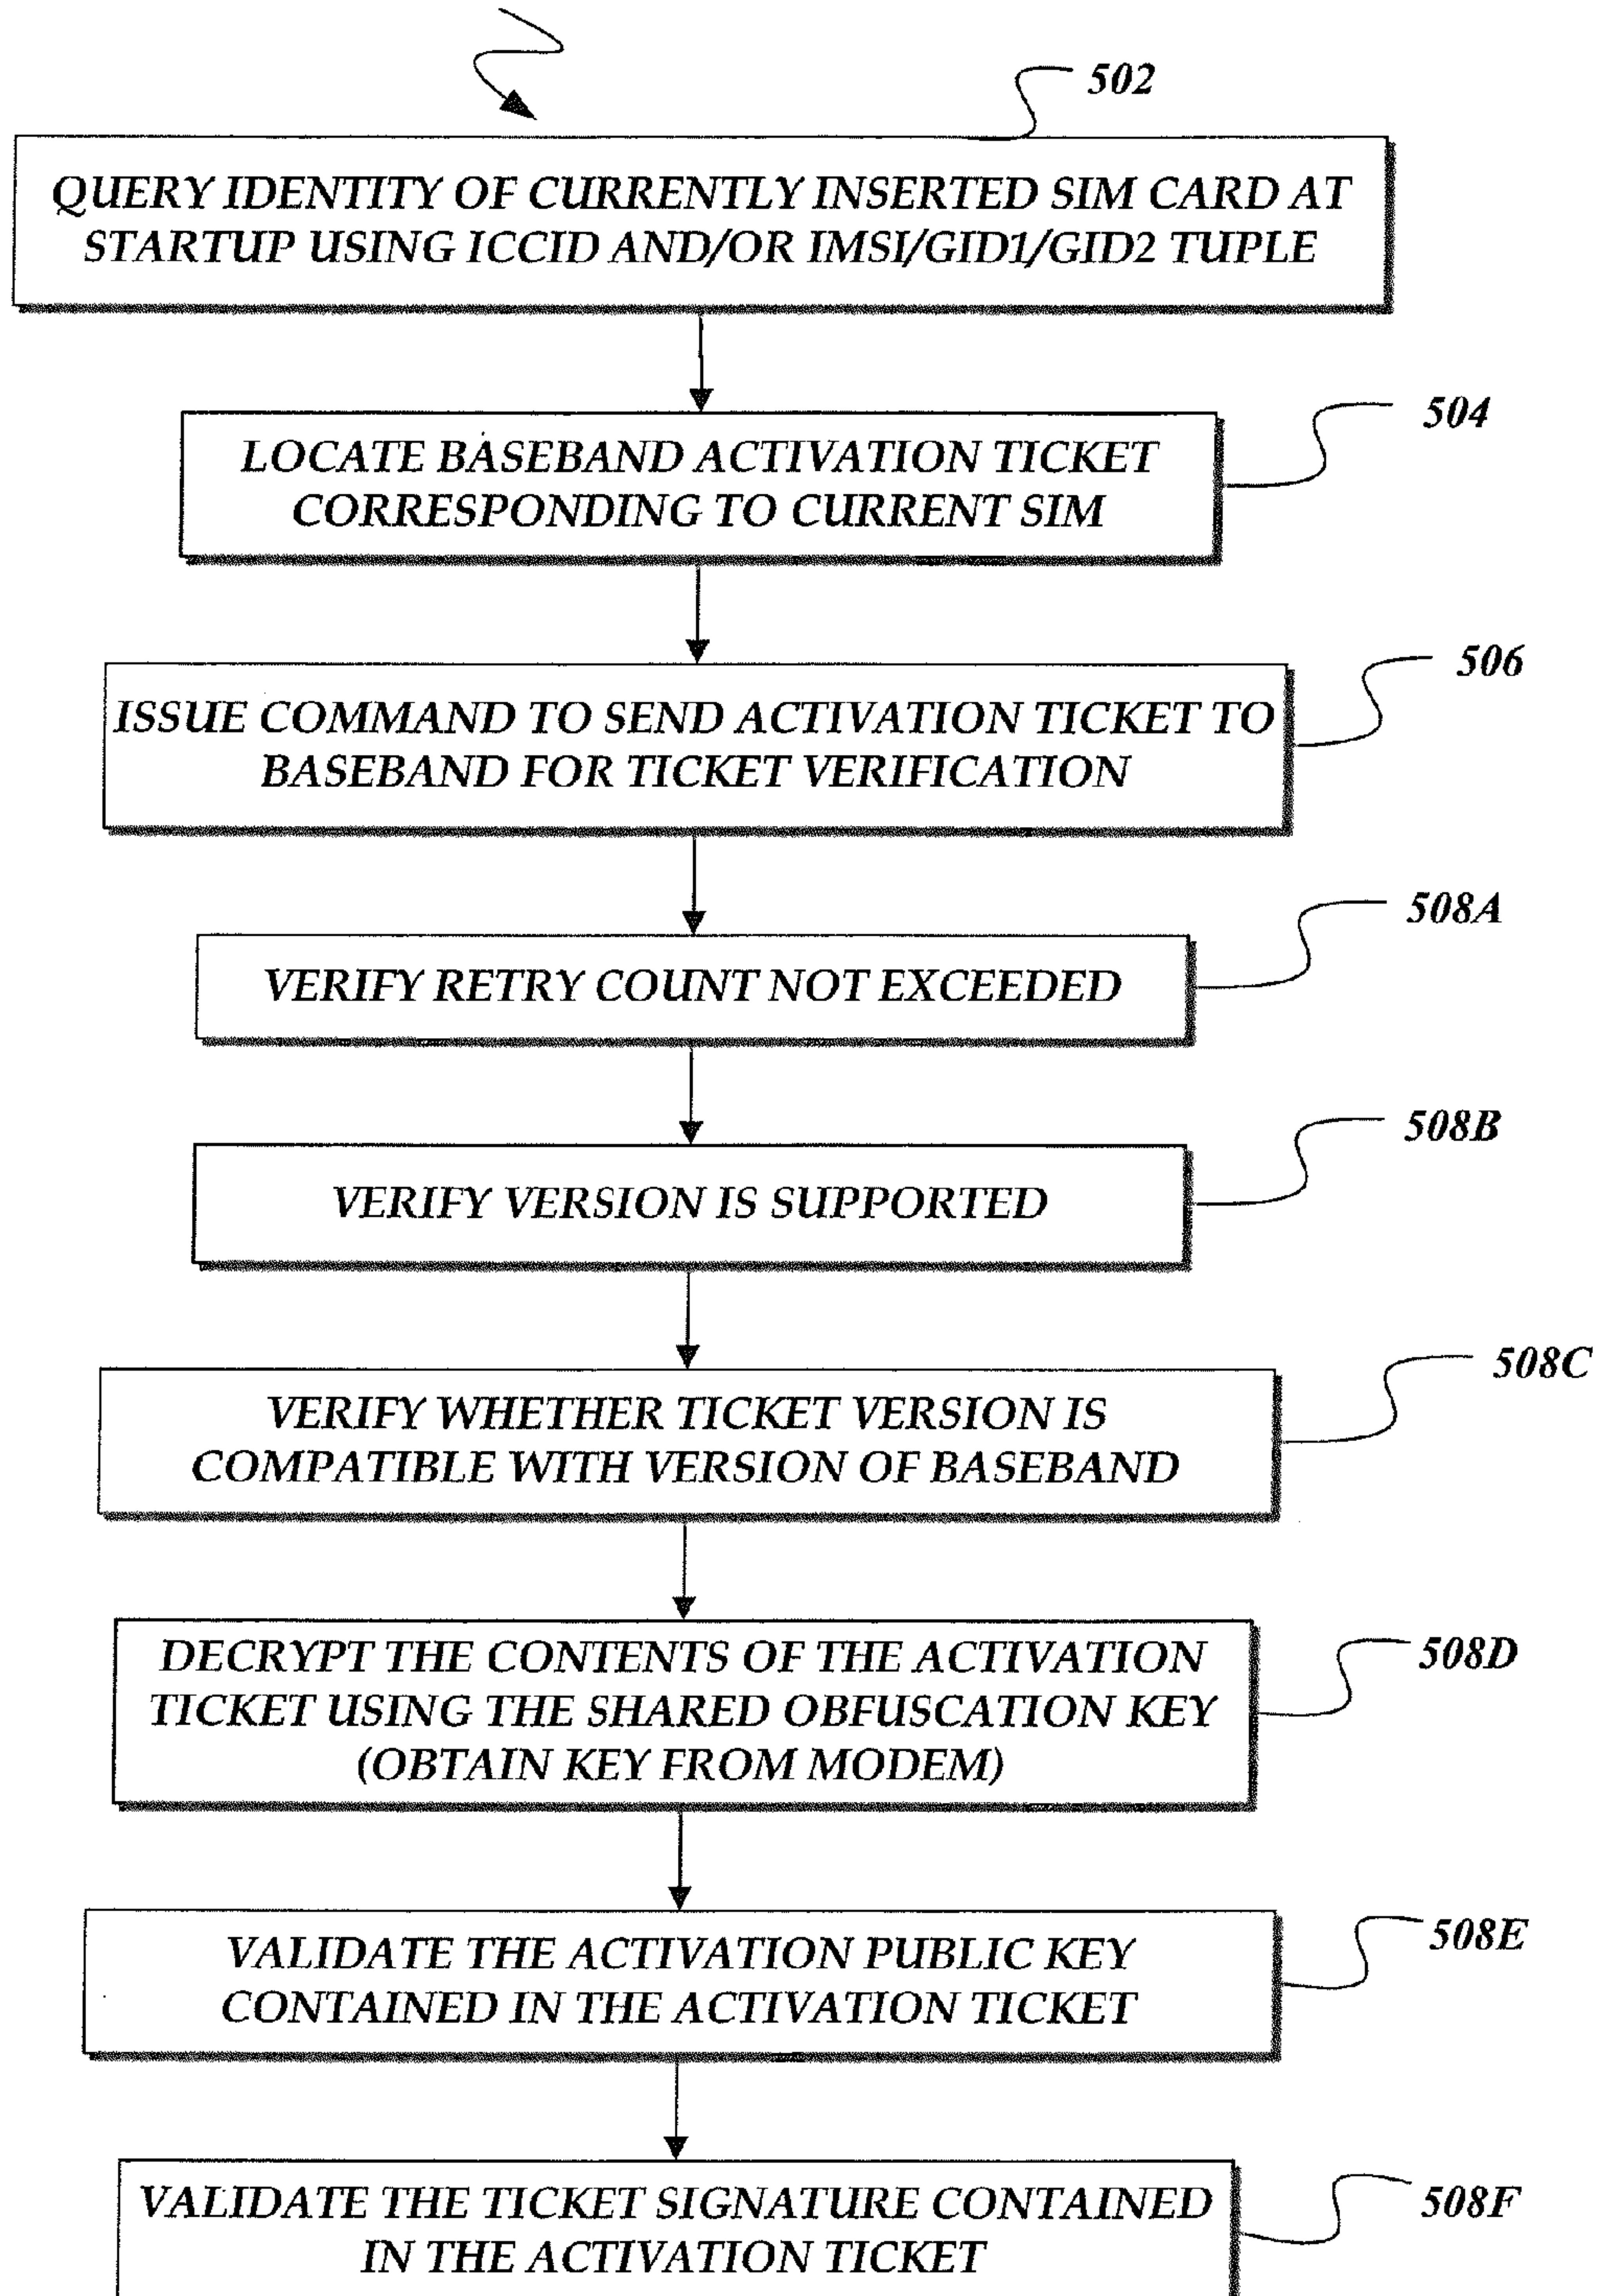 502
QUERY IDENTITY OF CURRENTLY INSERTED SIM CARD AT
STARTUP USING ICCID AND/OR IMSI/GID1/GID2 TUPLE
504
LOCATE BASEBAND ACTIVATION TICKET
CORRESPONDING TO CURRENT SIM
506
ISSUE COMMAND TO SEND ACTIVATION TICKET TO
BASEBAND FOR TICKET VERIFICATION
508A
VERIFY RETRY COUNT NOT EXCEEDED
508B
VERIFY VERSION IS SUPPORTED
508C
VERIFY WHETHER TICKET VERSION IS
COMPATIBLE WITH VERSION OF BASEBAND
508D
DECRYPT THE CONTENTS OF THE ACTIVATION
TICKET USING THE SHARED OBFUSCATION KEY
(OBTAIN KEY FROM MODEM)
508E
VALIDATE THE ACTIVATION PUBLIC KEY
CONTAINED IN THE ACTIVATION TICKET
508F
VALIDATE THE TICKET SIGNATURE CONTAINED
IN THE ACTIVATION TICKET